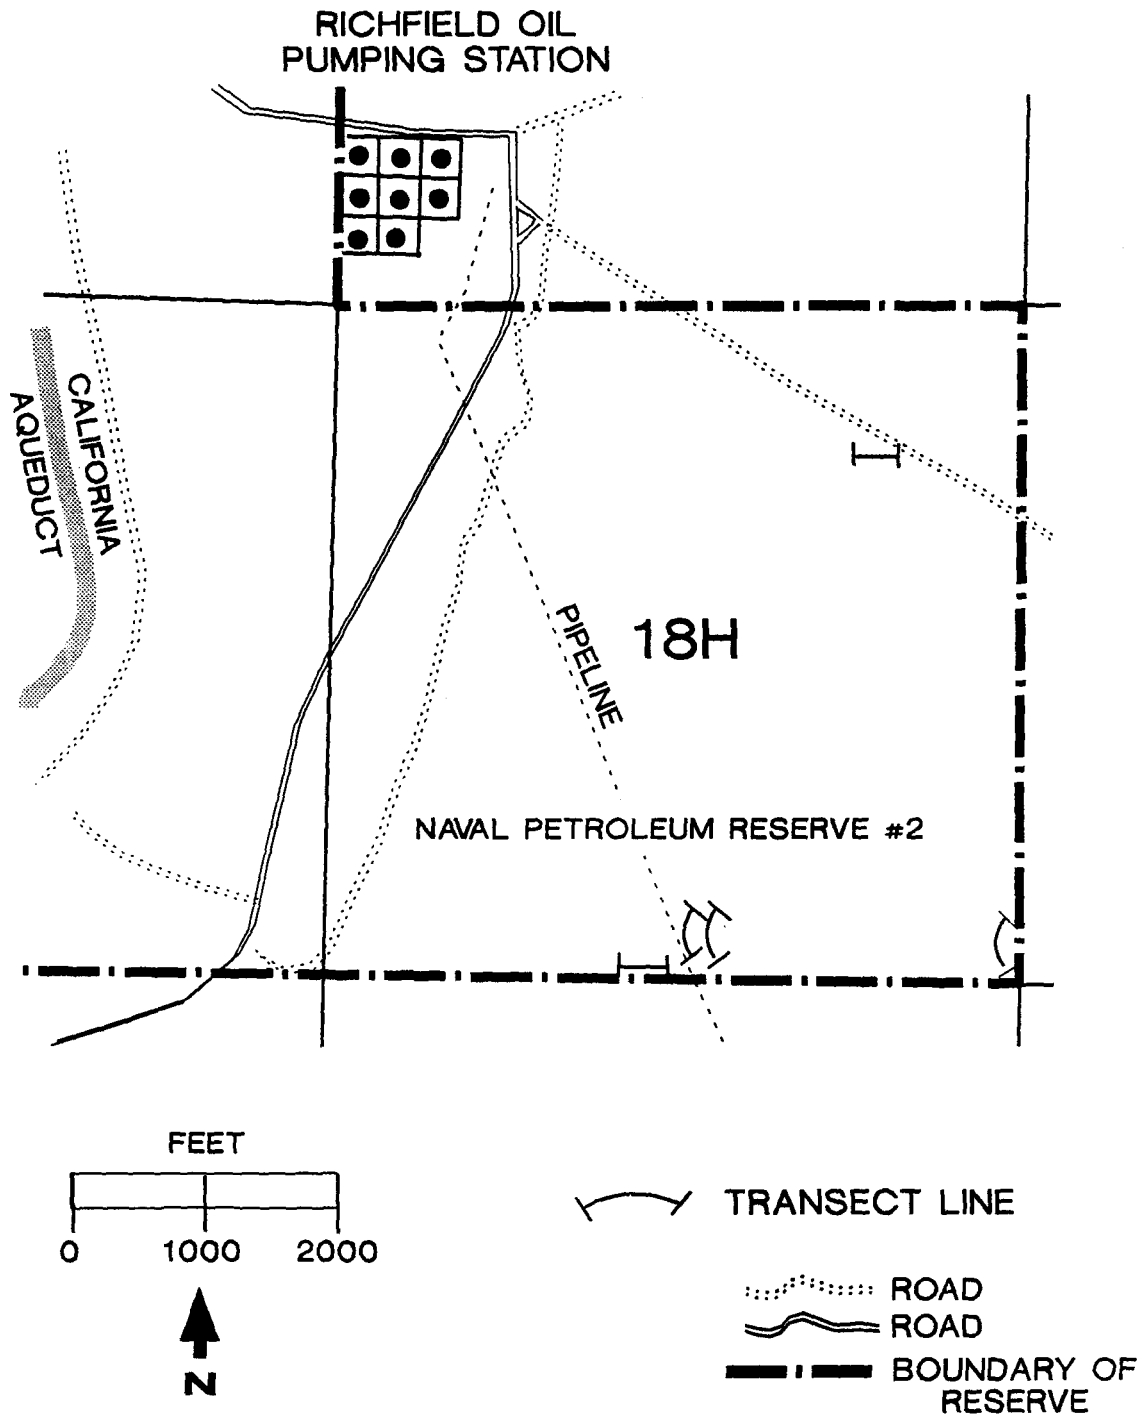 RICHFIELD OIL
PUMPING STATION
CALIFORNIA
AQUEDUCT
PIPELINE
18H
NAVAL PETROLEUM RESERVE #2
FEET
0 1000 2000
N
TRANSECT LINE
ROAD
ROAD
BOUNDARY OF
RESERVE